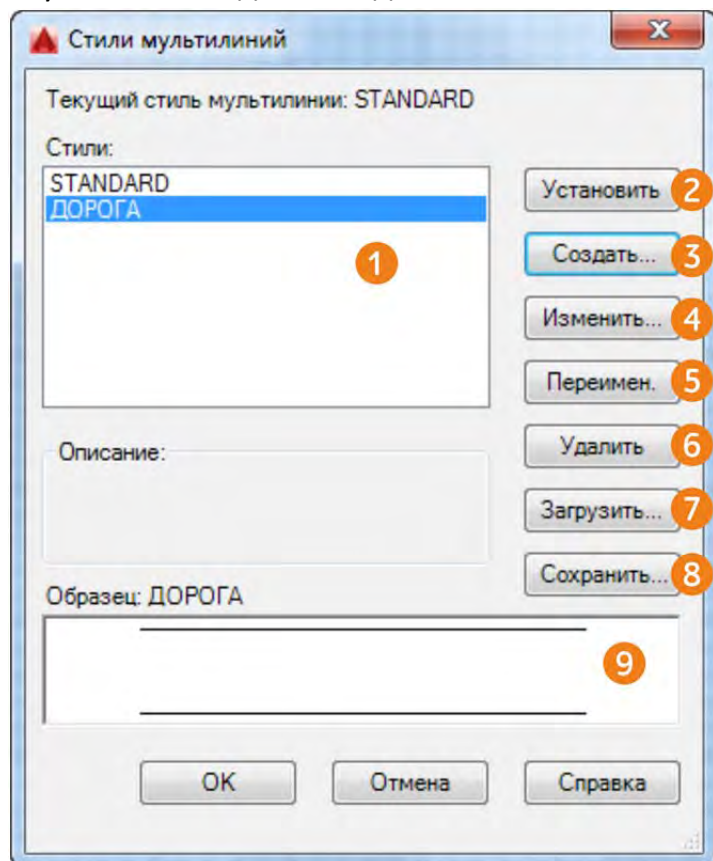 Стили мультилиний
Текущий стиль мультилинии: STANDARD
Стили:
STANDARD
ДОРОГА
1
Установить 2
Создать... 3
Изменить... 4
Переимен. 5
Удалить 6
Загрузить... 7
Сохранить... 8
Описание:
Образец: ДОРОГА
9
ОК
Отмена
Справка